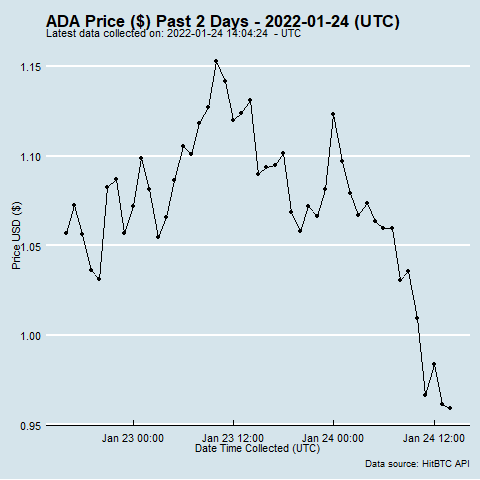 ADA Price ($) Past 2 Days - 2022-01-24 (UTC)
Latest data collected on: 2022-01-24 14:04:24 - UTC
1.15
1.10
1.05
1.00
0.95
Price USD ($)
Jan 23 00:00
Jan 23 12:00
Jan 24 00:00
Jan 24 12:00
Date Time Collected (UTC)
Data source: HitBTC API